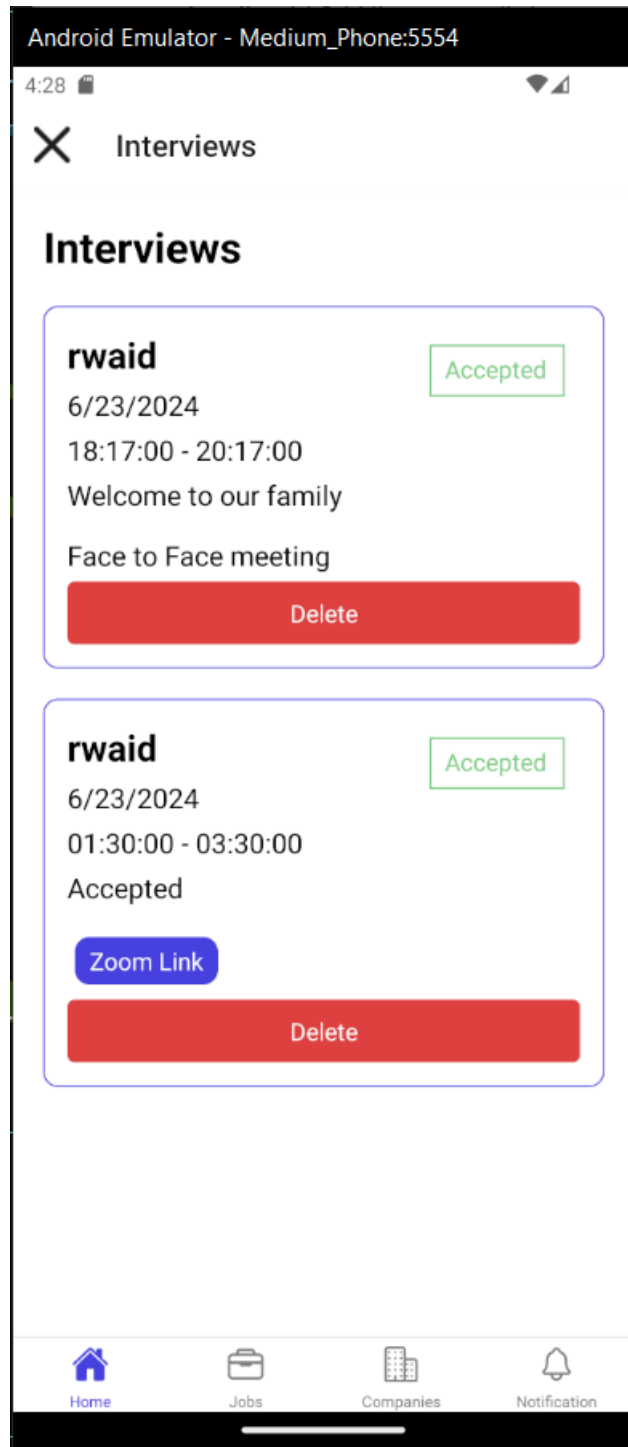 Android Emulator - Medium_Phone:5554
4:28
Interviews
Interviews
rwaid
Accepted
6/23/2024
18:17:00 - 20:17:00
Welcome to our family
Face to Face meeting
Delete
rwaid
Accepted
6/23/2024
01:30:00 - 03:30:00
Accepted
Zoom Link
Delete
Home Jobs Companies Notification